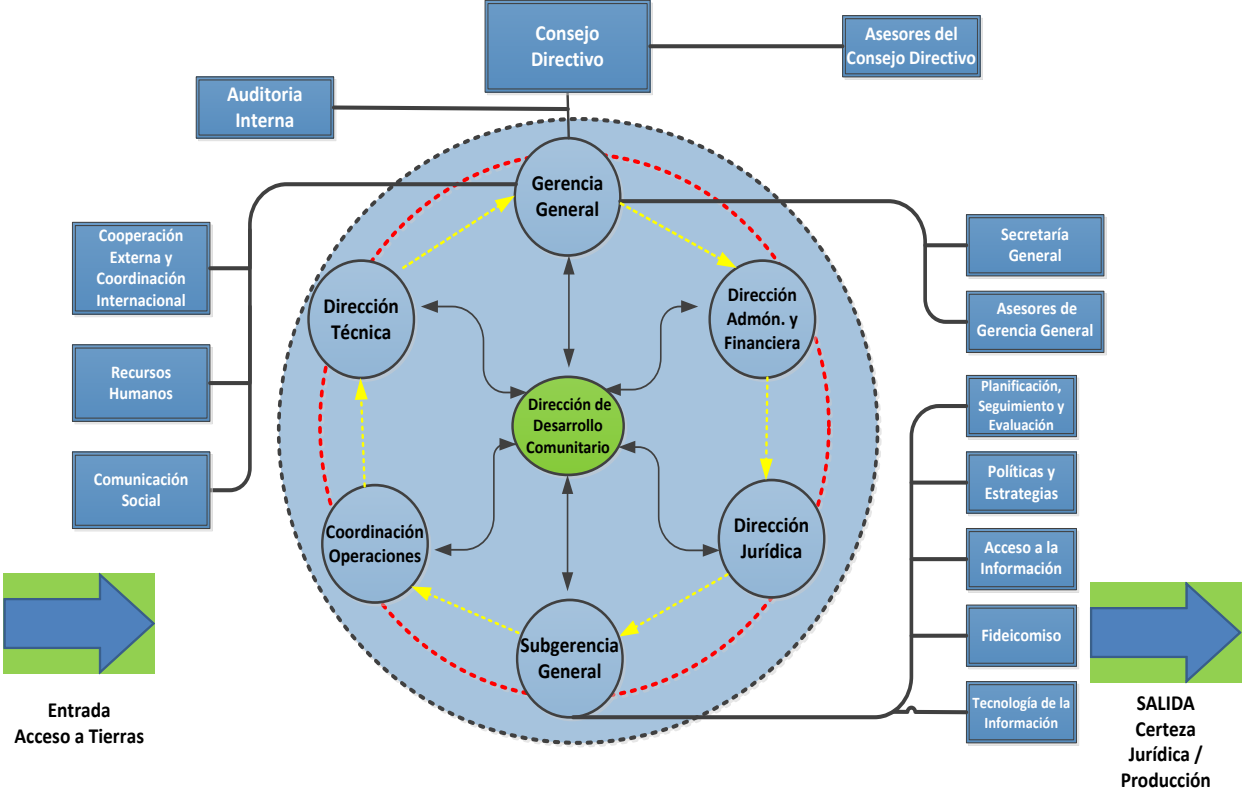 Consejo
Directivo
Asesores del
Consejo Directivo
Auditoria
Interna
Gerencia
General
Cooperación
Externa y
Coordinación
Internacional
Secretaría
General
Dirección
Técnica
Dirección
Admón. y
Financiera
Asesores de
Gerencia General
Recursos
Humanos
Dirección de
Desarrollo
Comunitario
Planificación,
Seguimiento y
Evaluación
Comunicación
Social
Políticas y
Estrategias
Coordinación
Operaciones
Dirección
Jurídica
Acceso a la
Información
Subgerencia
General
Fideicomiso
Tecnología de la
Información
Entrada
Acceso a Tierras
SALIDA
Certeza
Jurídica /
Producción